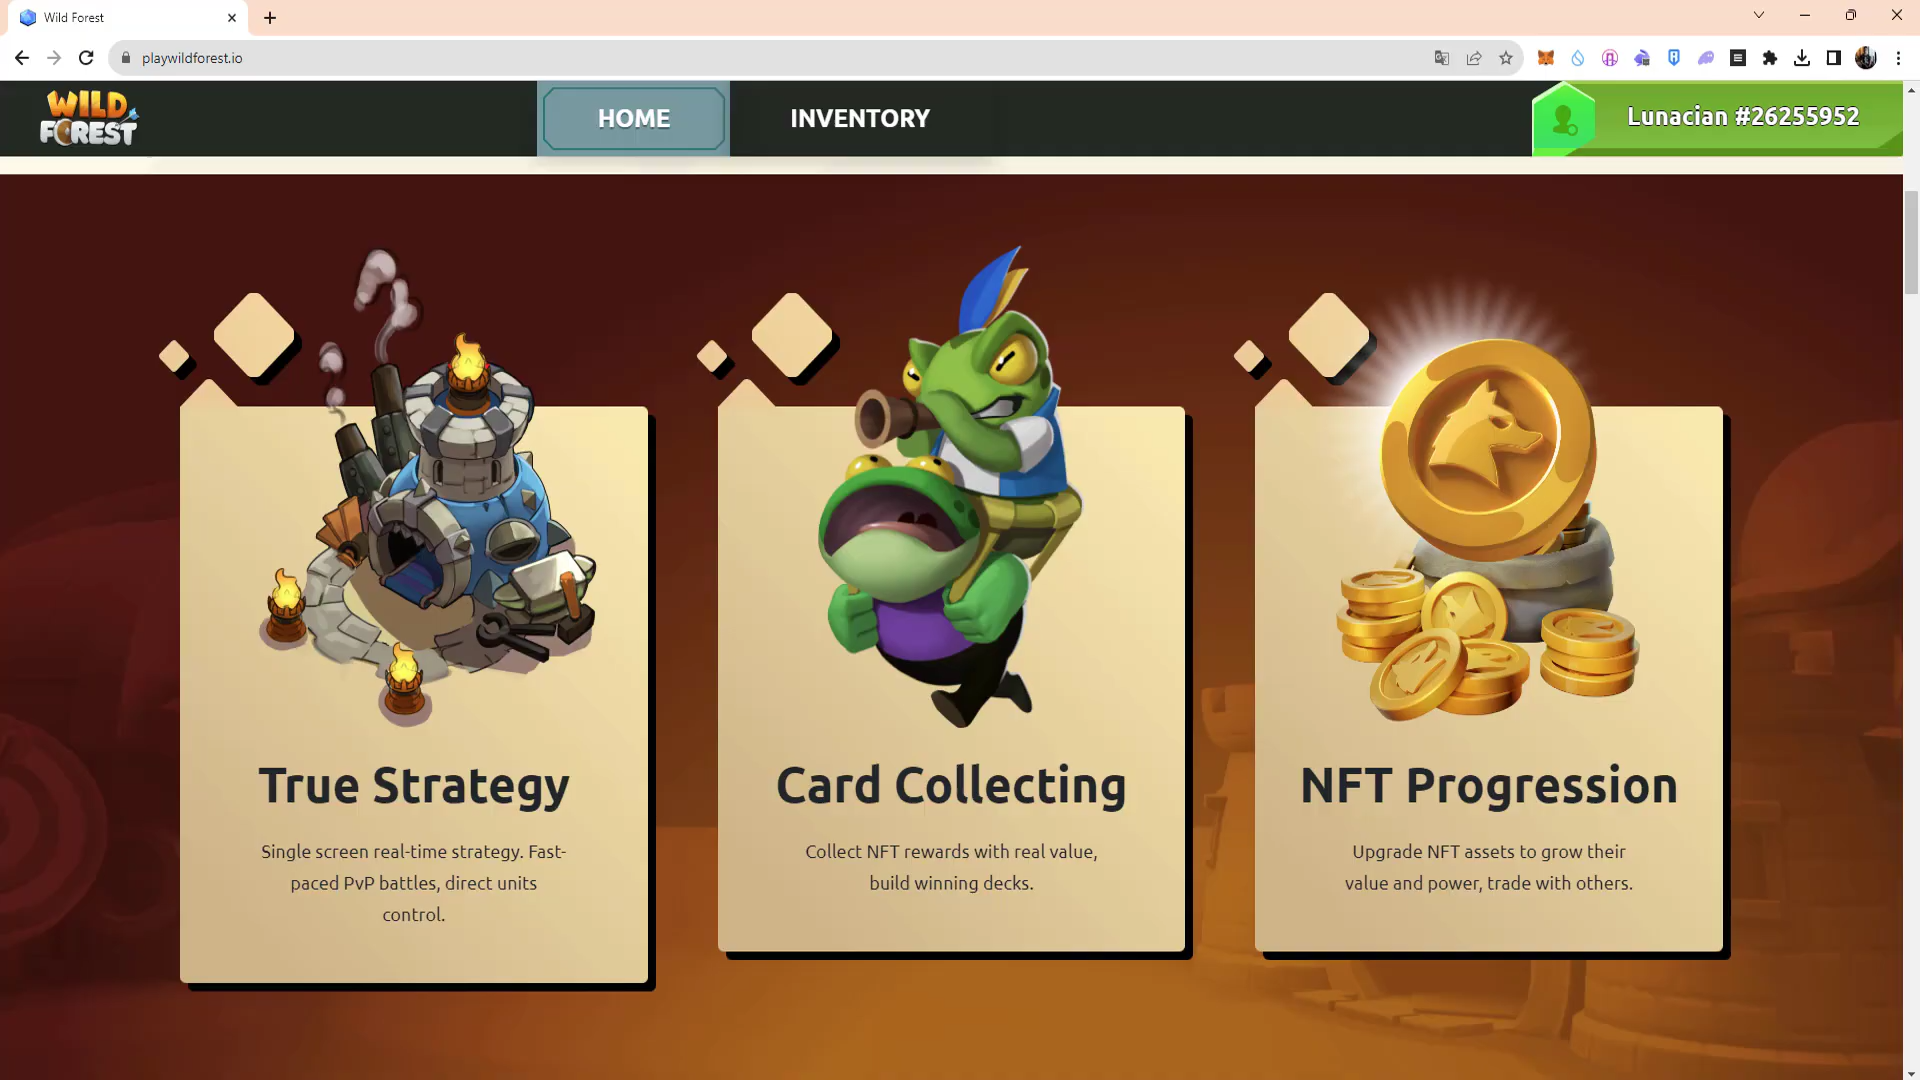 Wild Forest
playwildforest.io
WILD
FOREST
HOME
INVENTORY
Lunacian #26255952
True Strategy
Single screen real-time strategy. Fast-
paced PvP battles, direct units
control.
Card Collecting
Collect NFT rewards with real value,
build winning decks.
NFT Progression
Upgrade NFT assets to grow their
value and power, trade with others.